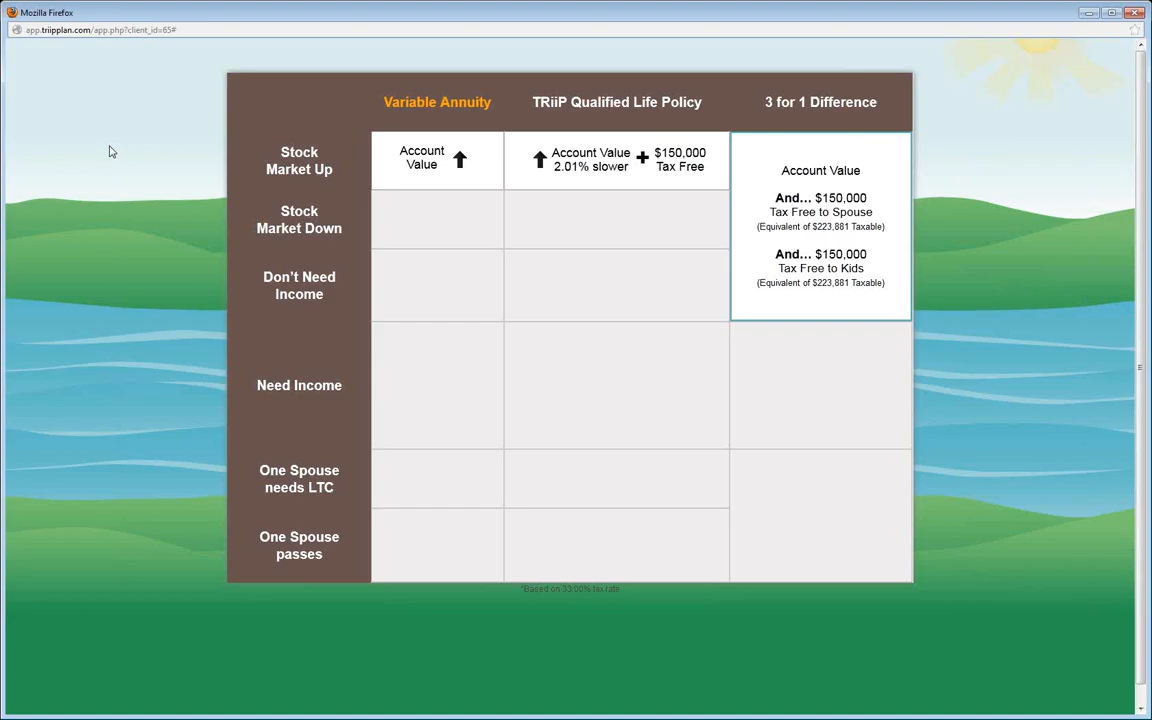 Mozilla Firefox
app.triipplan.com/app.php?client_id=65#
Variable Annuity
TRiiP Qualified Life Policy
3 for 1 Difference
Stock
Market Up
Account
Value
Account Value
2.01% slower
$150,000
Tax Free
Account Value
And... $150,000
Tax Free to Spouse
(Equivalent of $223,881 Taxable)
And... $150,000
Tax Free to Kids
(Equivalent of $223,881 Taxable)
Stock
Market Down
Don't Need
Income
Need Income
One Spouse
needs LTC
One Spouse
passes
*Based on 33.00% tax rate